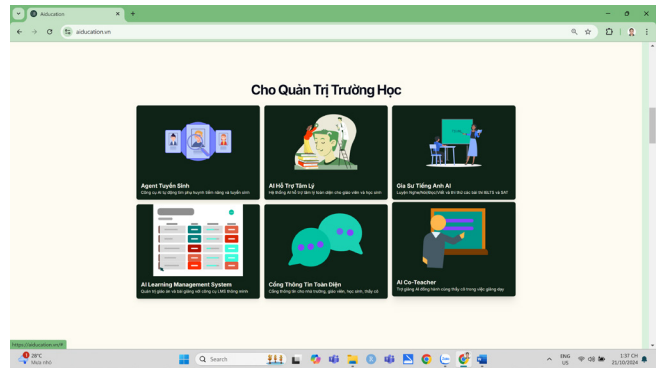 Aiducation
aiducation.vn
Cho Quản Trị Trường Học
Agent Tuyển Sinh
Công cụ AI tự động tìm phụ huynh tiềm năng và tuyển sinh
AI Hỗ Trợ Tâm Lý
Hệ thống AI hỗ trợ tâm lý toàn diện cho giáo viên và học sinh
Gia Sư Tiếng Anh AI
Luyện Nghe/Nói/Đọc/Viết và thi thử các bài thi IELTS và SAT
AI Learning Management System
Quản trị giáo án và bài giảng với công cụ LMS thông minh
Cổng Thông Tin Toàn Diện
Cổng thông tin cho nhà trường, giáo viên, học sinh, thầy cô
AI Co-Teacher
Trợ giảng AI đồng hành cùng thầy cô trong việc giảng dạy
https://aiducation.vn/#
28°C
Mưa nhỏ
Search
ENG
US
1:37 CH
21/10/2024